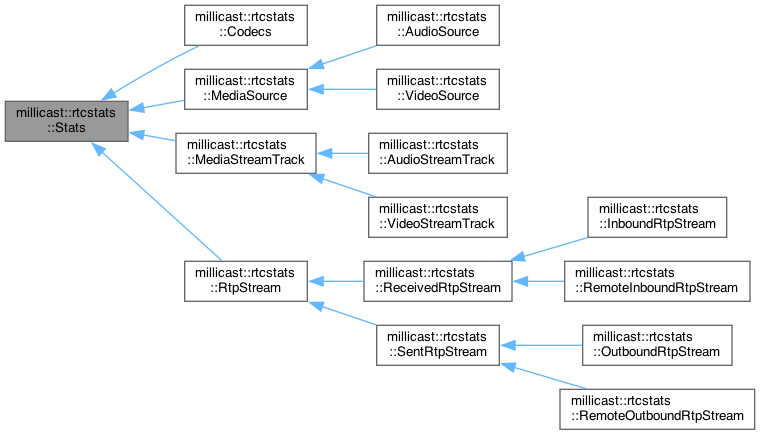 millicast::rtcstats
::Stats
millicast::rtcstats
::Codecs
millicast::rtcstats
::MediaSource
millicast::rtcstats
::AudioSource
millicast::rtcstats
::VideoSource
millicast::rtcstats
::MediaStreamTrack
millicast::rtcstats
::AudioStreamTrack
millicast::rtcstats
::VideoStreamTrack
millicast::rtcstats
::RtpStream
millicast::rtcstats
::ReceivedRtpStream
millicast::rtcstats
::InboundRtpStream
millicast::rtcstats
::RemoteInboundRtpStream
millicast::rtcstats
::SentRtpStream
millicast::rtcstats
::OutboundRtpStream
millicast::rtcstats
::RemoteOutboundRtpStream